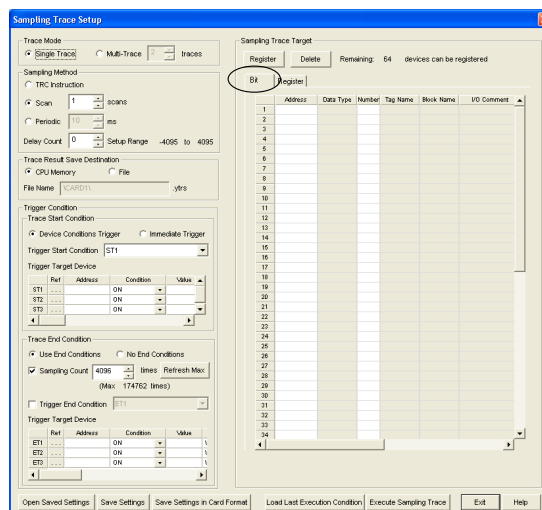 Sampling Trace Setup
Trace Mode
Single Trace Multi-Trace 2 traces
Sampling Method
TRC Instruction
Scan 1 scans
Periodic 10 ms
Delay Count 0 Setup Range -4095 to 4095
Trace Result Save Destination
CPU Memory File
File Name \CARD1\ .ytrs
Trigger Condition
Trace Start Condition
Device Conditions Trigger Immediate Trigger
Trigger Start Condition ST1
Trigger Target Device
Ref Address Condition Value
ST1 ... ON
ST2 ... ON
ST3 ... ON
Trace End Condition
Use End Conditions No End Conditions
Sampling Count 4096 times Refresh Max
(Max 174762 times)
Trigger End Condition ET1
Trigger Target Device
Ref Address Condition Value
ET1 ... ON
ET2 ... ON
ET3 ... ON
Sampling Trace Target
Register Delete Remaining: 64 devices can be registered
Bit Register
Address Data Type Number Tag Name Block Name I/O Comment
1
2
3
4
5
6
7
8
9
10
11
12
13
14
15
16
17
18
19
20
21
22
23
24
25
26
27
28
29
30
31
32
33
34
Open Saved Settings Save Settings Save Settings in Card Format Load Last Execution Condition Execute Sampling Trace Exit Help